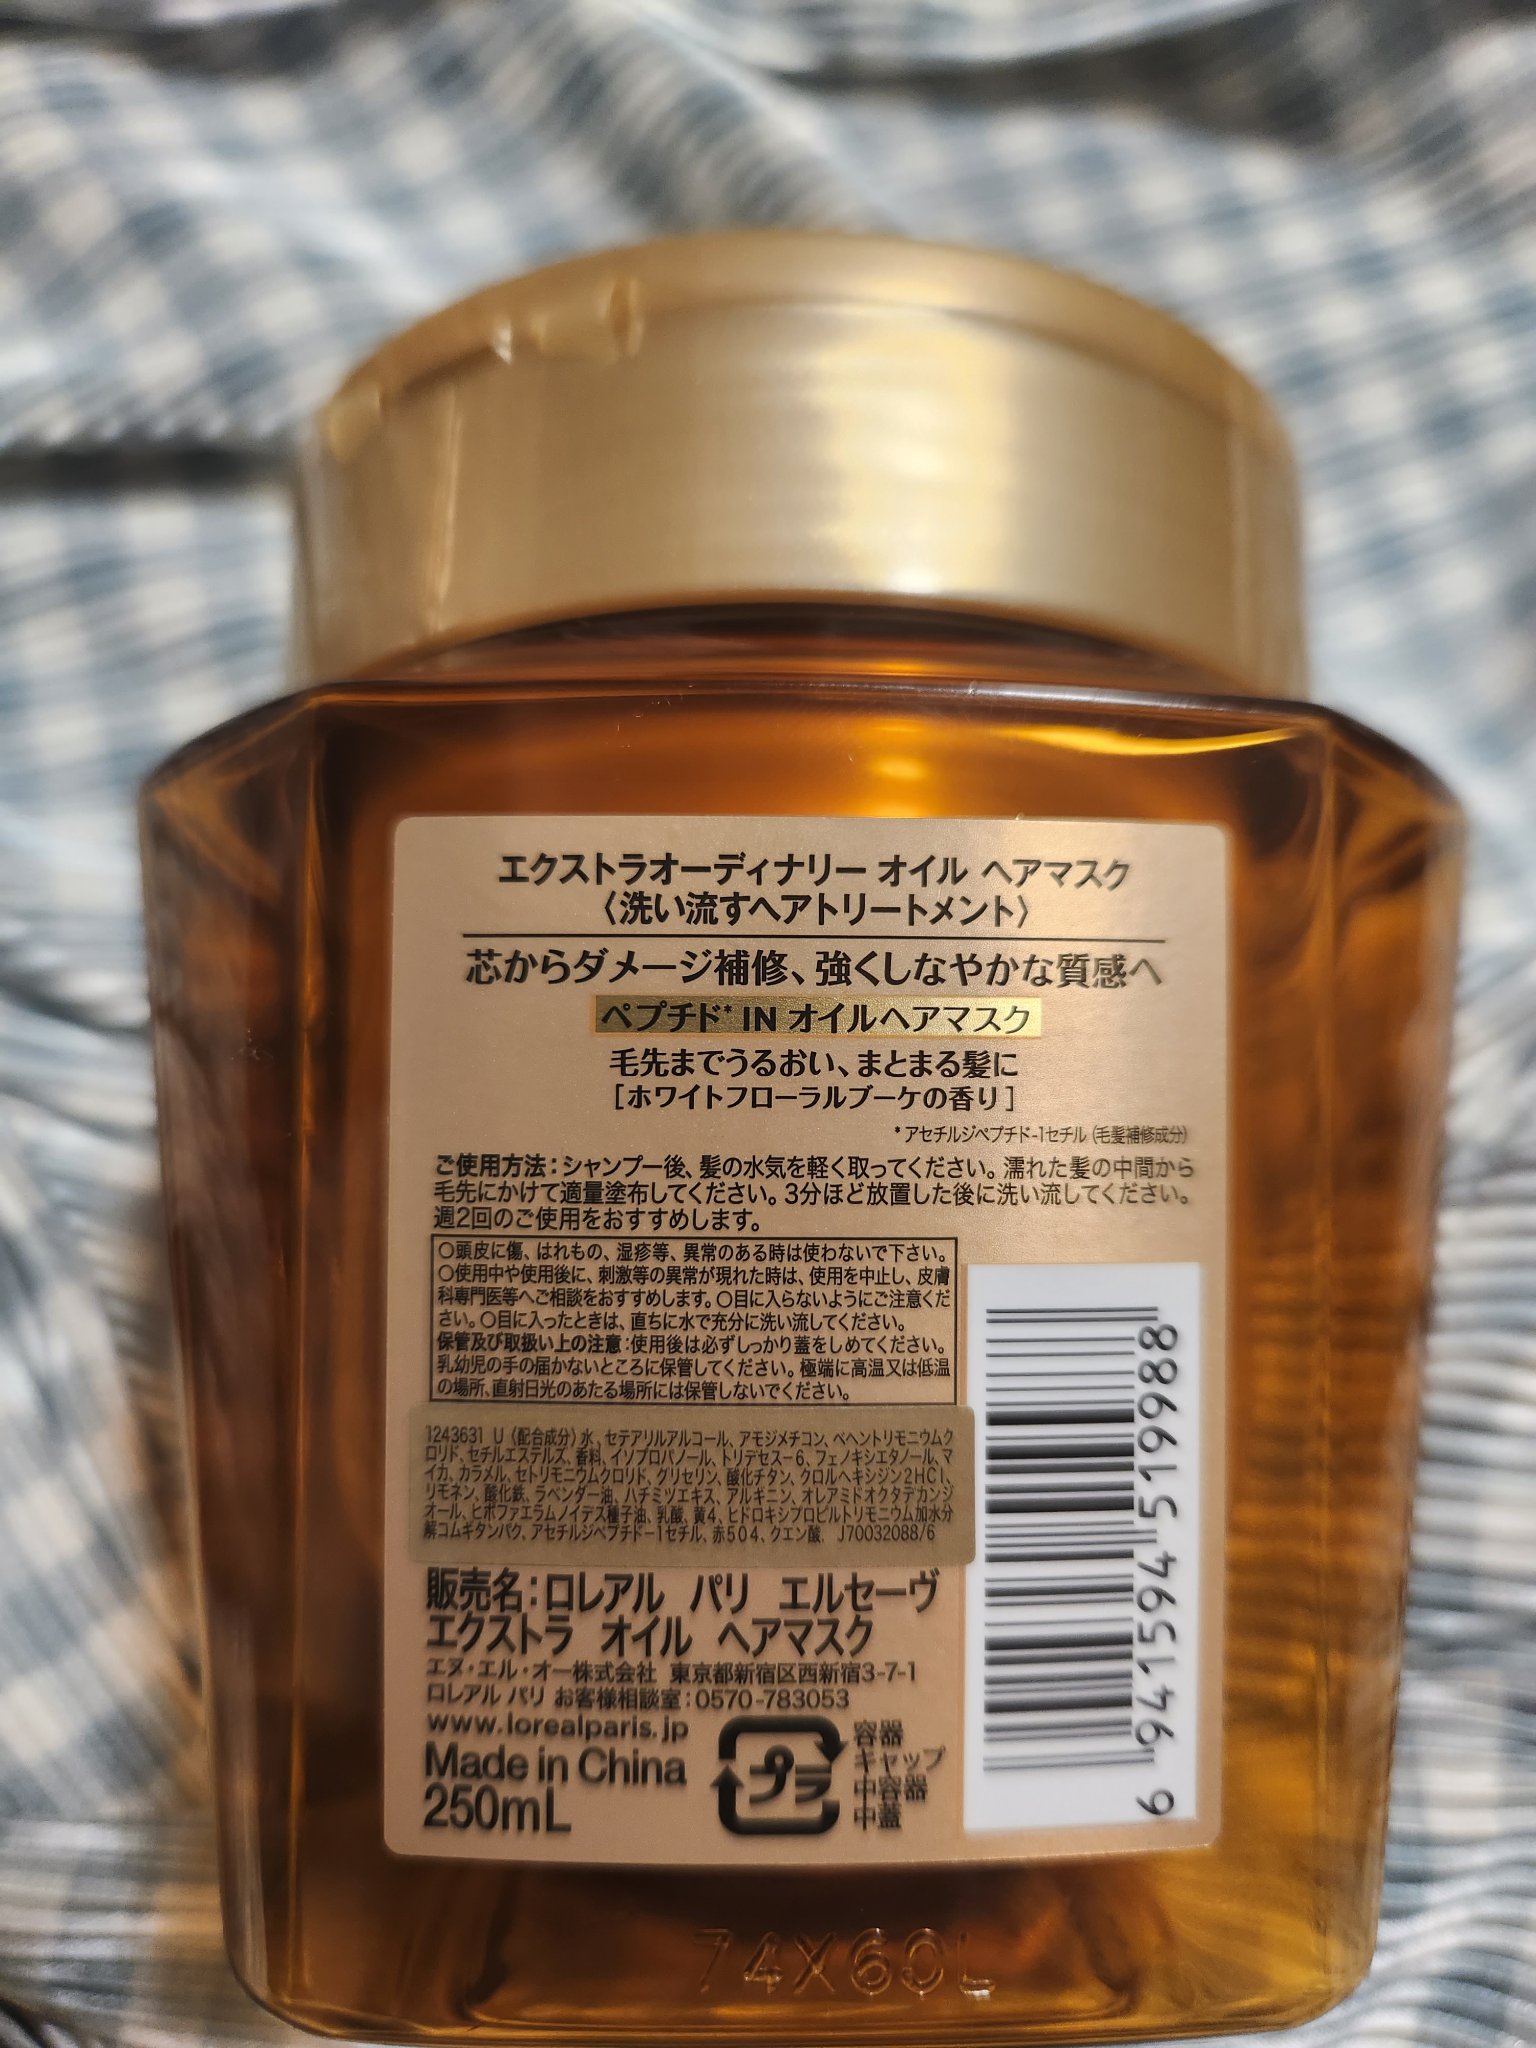 エクストラオーディナリー オイル ヘアマスク
〈洗い流すヘアトリートメント〉
芯からダメージ補修、強くしなやかな質感へ
ペプチド* IN オイルヘアマスク
毛先までうるおい、まとまる髪に
[ホワイトフローラルブーケの香り]
*アセチルジペプチド-1セチル (毛髪補修成分)
ご使用方法：シャンプー後、髪の水気を軽く取ってください。濡れた髪の中間から
毛先にかけて適量塗布してください。3分ほど放置した後に洗い流してください。
週2回のご使用をおすすめします。
○頭皮に傷、はれもの、湿疹等、異常のある時は使わないで下さい。
○使用中や使用後に、刺激等の異常が現れた時は、使用を中止し、皮膚
科専門医等へご相談をおすすめします。○目に入らないようにご注意くだ
さい。○目に入ったときは、直ちに水で充分に洗い流してください。
保管及び取扱い上の注意：使用後は必ずしっかり蓋をしめてください。
乳幼児の手の届かないところに保管してください。極端に高温又は低温
の場所、直射日光のあたる場所には保管しないでください。
1243631 U (配合成分) 水、セテアリルアルコール、アモジメチコン、ベヘントリモニウムク
ロリド、セチルエステルズ、香料、イソプロパノール、トリデセス-6、フェノキシエタノール、マ
イカ、カラメル、セトリモニウムクロリド、グリセリン、酸化チタン、クロルヘキシジン2HCl、
リモネン、酸化鉄、ラベンダー油、ハチミツエキス、アルギニン、オレアミドオクタデカンジ
オール、ヒポファエラムノイデス種子油、乳酸、黄4、ヒドロキシプロピルトリモニウム加水分
解コムギタンパク、アセチルジペプチド-1セチル、赤504、クエン酸. J70032088/6
販売名：ロレアル パリ エルセーヴ
エクストラ オイル ヘアマスク
エヌ・エル・オー株式会社 東京都新宿区西新宿3-7-1
ロレアル パリ お客様相談室：0570-783053
www.lorealparis.jp
Made in China
250mL
プラ
容器
キャップ
中容器
中蓋
9 941594 519988
74X60L